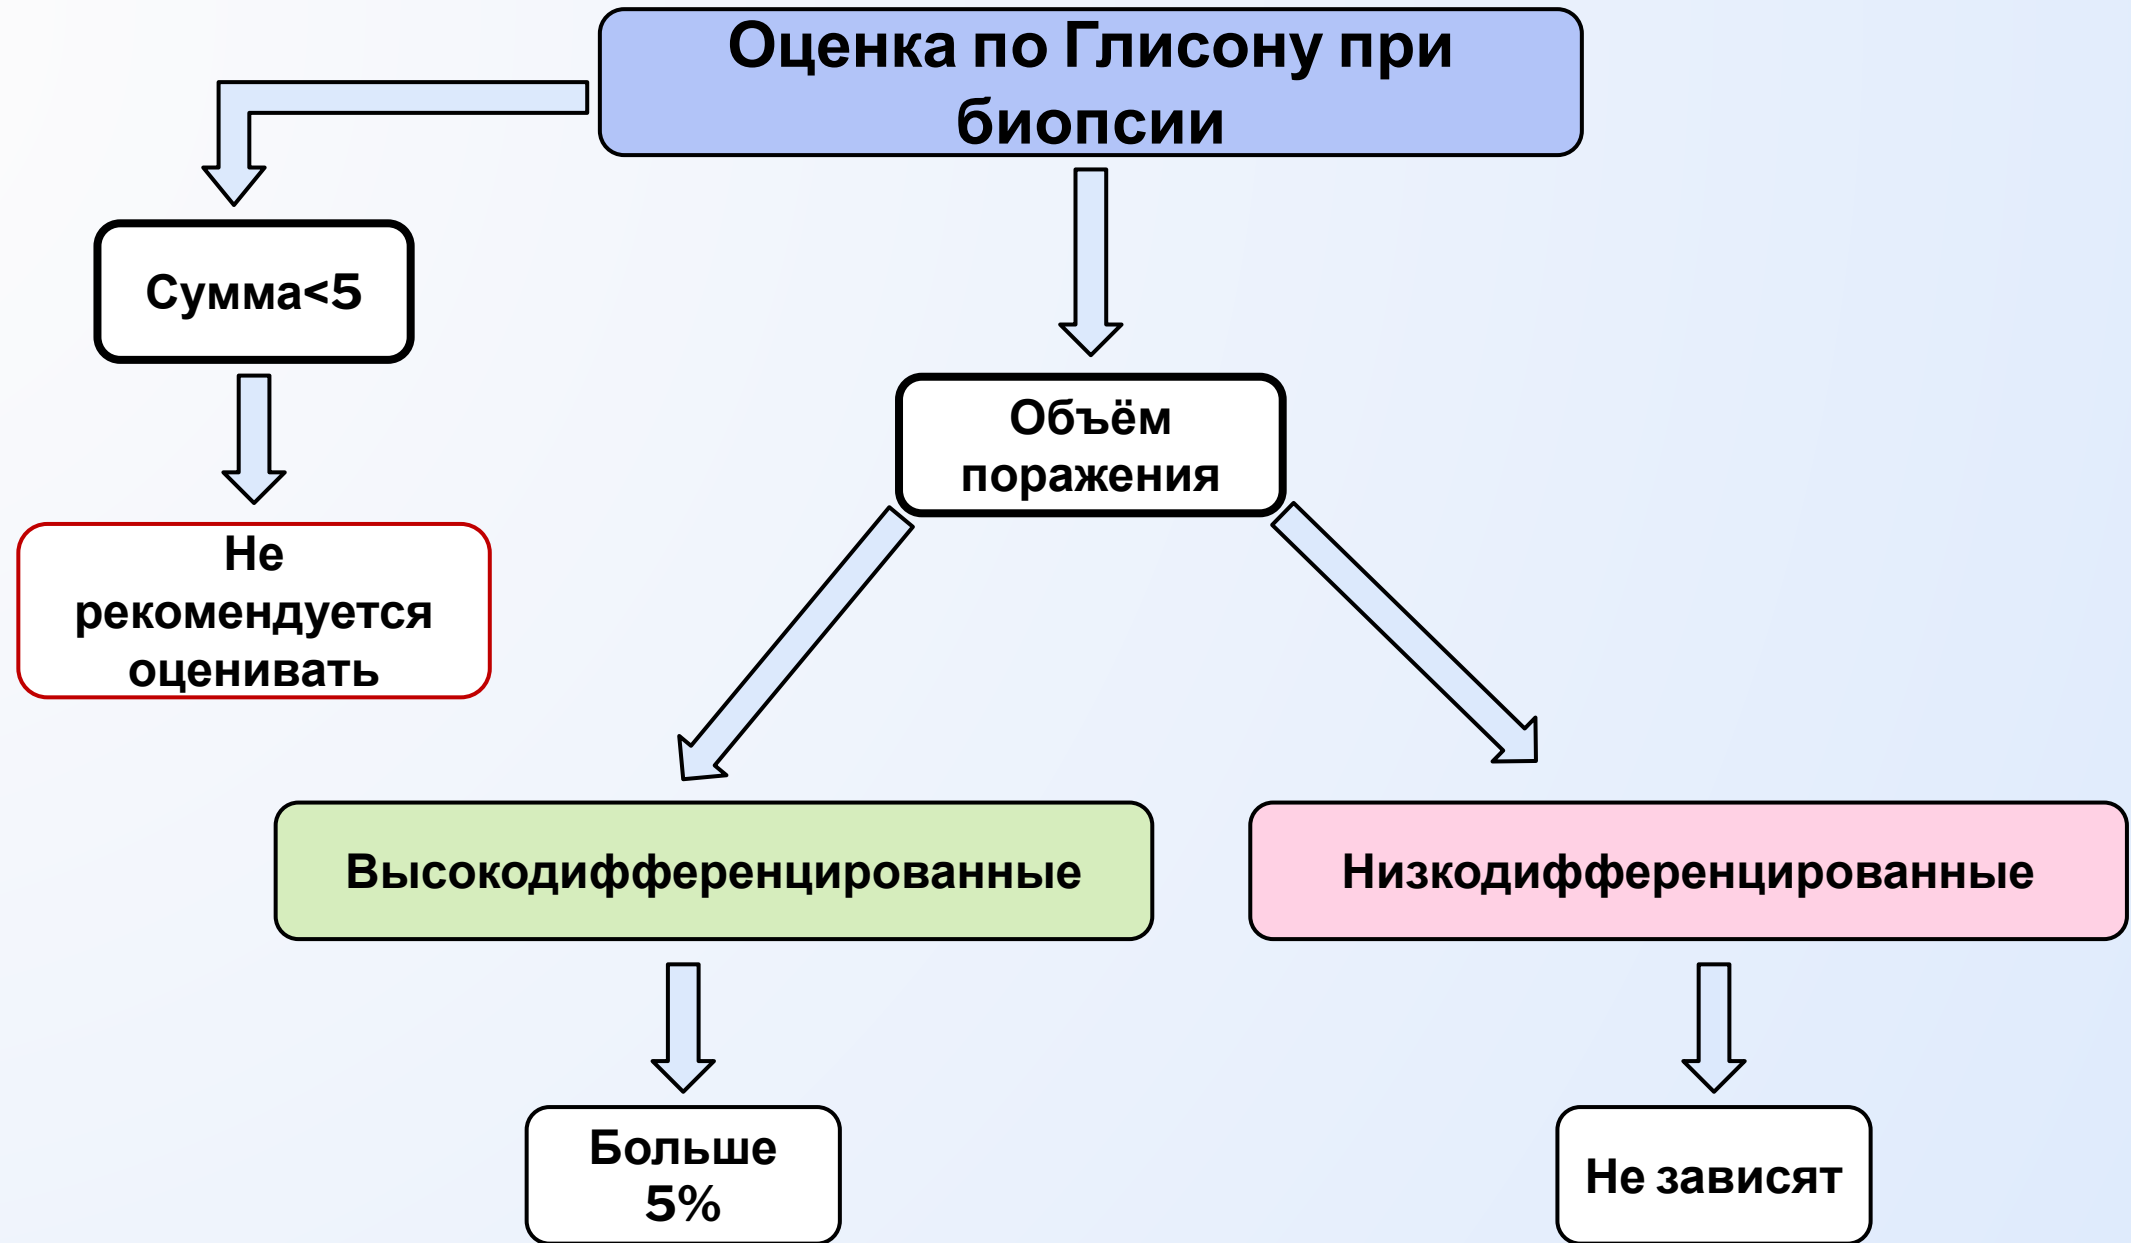 Оценка по Глисону при
биопсии
Сумма<5
Не
рекомендуется
оценивать
Объём
поражения
Высокодифференцированные
Низкодифференцированные
Больше
5%
Не зависят